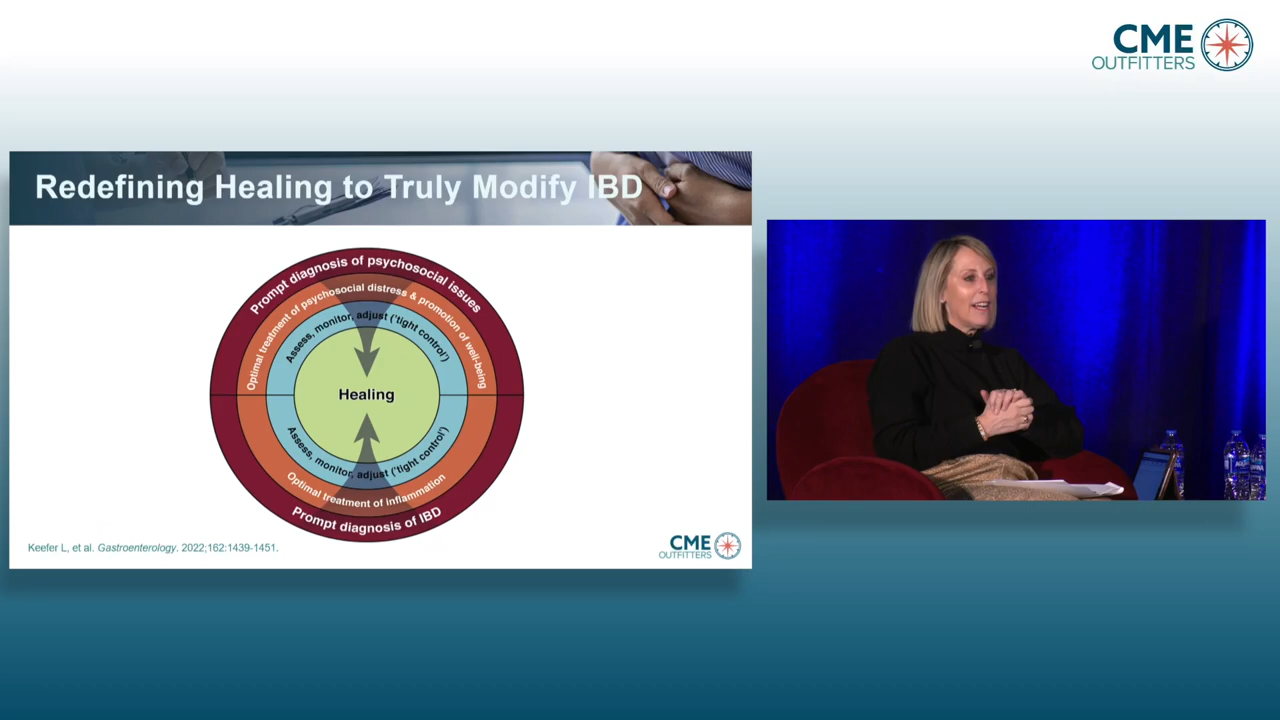 CME
OUTFITTERS
Redefining Healing to Truly Modify IBD
Prompt diagnosis of psychosocial issues
Optimal treatment of psychosocial distress & promotion of well-being
Assess, monitor, adjust ('tight control')
Healing
Assess, monitor, adjust ('tight control')
Optimal treatment of inflammation
Prompt diagnosis of IBD
Keefer L, et al. Gastroenterology. 2022;162:1439-1451.
CME
OUTFITTERS